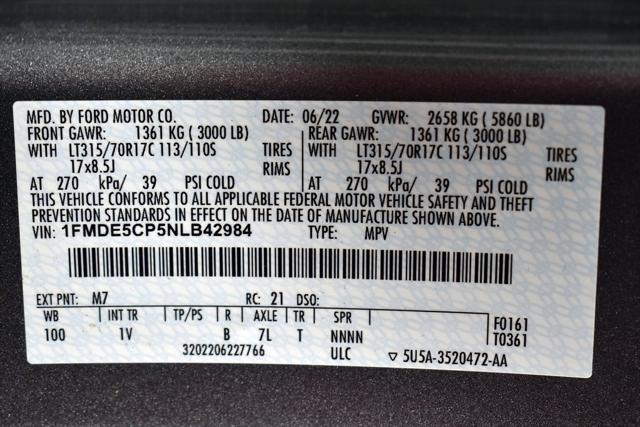 MFD. BY FORD MOTOR CO. DATE: 06/22 GVWR: 2658 KG ( 5860 LB)
FRONT GAWR: 1361 KG ( 3000 LB) REAR GAWR: 1361 KG ( 3000 LB)
WITH LT315/70R17C 113/110S TIRES WITH LT315/70R17C 113/110S TIRES
17x8.5J RIMS 17x8.5J RIMS
AT 270 kPa/ 39 PSI COLD AT 270 kPa/ 39 PSI COLD
THIS VEHICLE CONFORMS TO ALL APPLICABLE FEDERAL MOTOR VEHICLE SAFETY AND THEFT
PREVENTION STANDARDS IN EFFECT ON THE DATE OF MANUFACTURE SHOWN ABOVE.
VIN: 1FMDE5CP5NLB42984 TYPE: MPV
EXT PNT: M7 RC: 21 DSO:
WB INT TR TP/PS R AXLE TR SPR F0161
100 1V B 7L T NNNN T0361
3202206227766 ULC ▽ 5U5A-3520472-AA